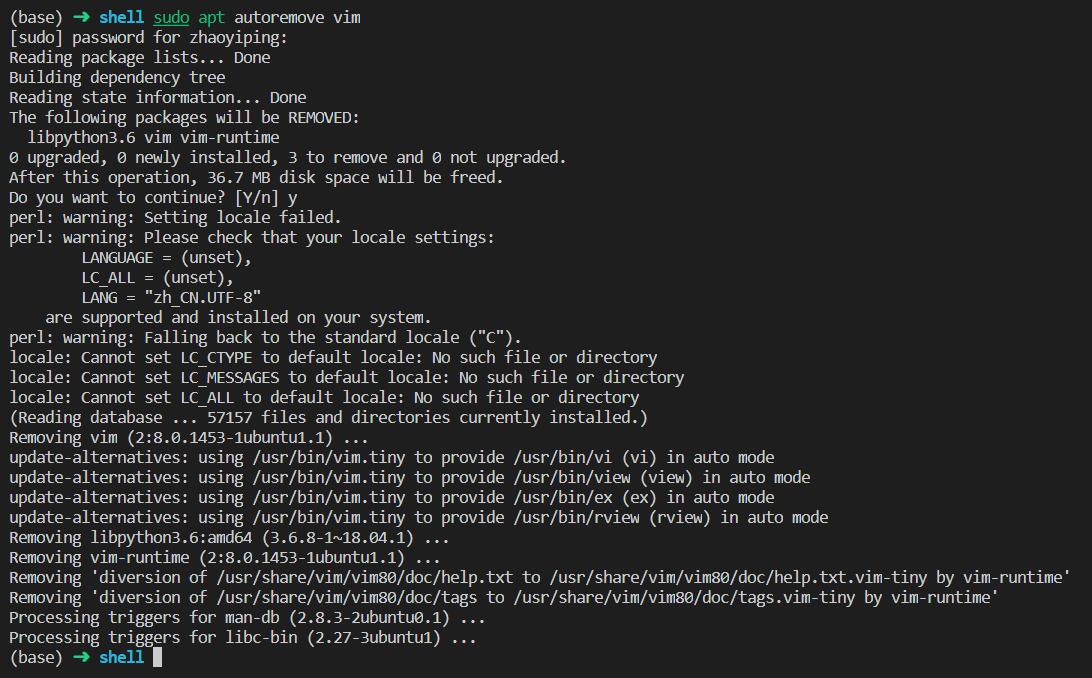 (base) ➜ shell sudo apt autoremove vim
[sudo] password for zhaoyiping:
Reading package lists... Done
Building dependency tree
Reading state information... Done
The following packages will be REMOVED:
  libpython3.6 vim vim-runtime
0 upgraded, 0 newly installed, 3 to remove and 0 not upgraded.
After this operation, 36.7 MB disk space will be freed.
Do you want to continue? [Y/n] y
perl: warning: Setting locale failed.
perl: warning: Please check that your locale settings:
        LANGUAGE = (unset),
        LC_ALL = (unset),
        LANG = "zh_CN.UTF-8"
    are supported and installed on your system.
perl: warning: Falling back to the standard locale ("C").
locale: Cannot set LC_CTYPE to default locale: No such file or directory
locale: Cannot set LC_MESSAGES to default locale: No such file or directory
locale: Cannot set LC_ALL to default locale: No such file or directory
(Reading database ... 57157 files and directories currently installed.)
Removing vim (2:8.0.1453-1ubuntu1.1) ...
update-alternatives: using /usr/bin/vim.tiny to provide /usr/bin/vi (vi) in auto mode
update-alternatives: using /usr/bin/vim.tiny to provide /usr/bin/view (view) in auto mode
update-alternatives: using /usr/bin/vim.tiny to provide /usr/bin/ex (ex) in auto mode
update-alternatives: using /usr/bin/vim.tiny to provide /usr/bin/rview (rview) in auto mode
Removing libpython3.6:amd64 (3.6.8-1~18.04.1) ...
Removing vim-runtime (2:8.0.1453-1ubuntu1.1) ...
Removing 'diversion of /usr/share/vim/vim80/doc/help.txt to /usr/share/vim/vim80/doc/help.txt.vim-tiny by vim-runtime'
Removing 'diversion of /usr/share/vim/vim80/doc/tags to /usr/share/vim/vim80/doc/tags.vim-tiny by vim-runtime'
Processing triggers for man-db (2.8.3-2ubuntu0.1) ...
Processing triggers for libc-bin (2.27-3ubuntu1) ...
(base) ➜ shell